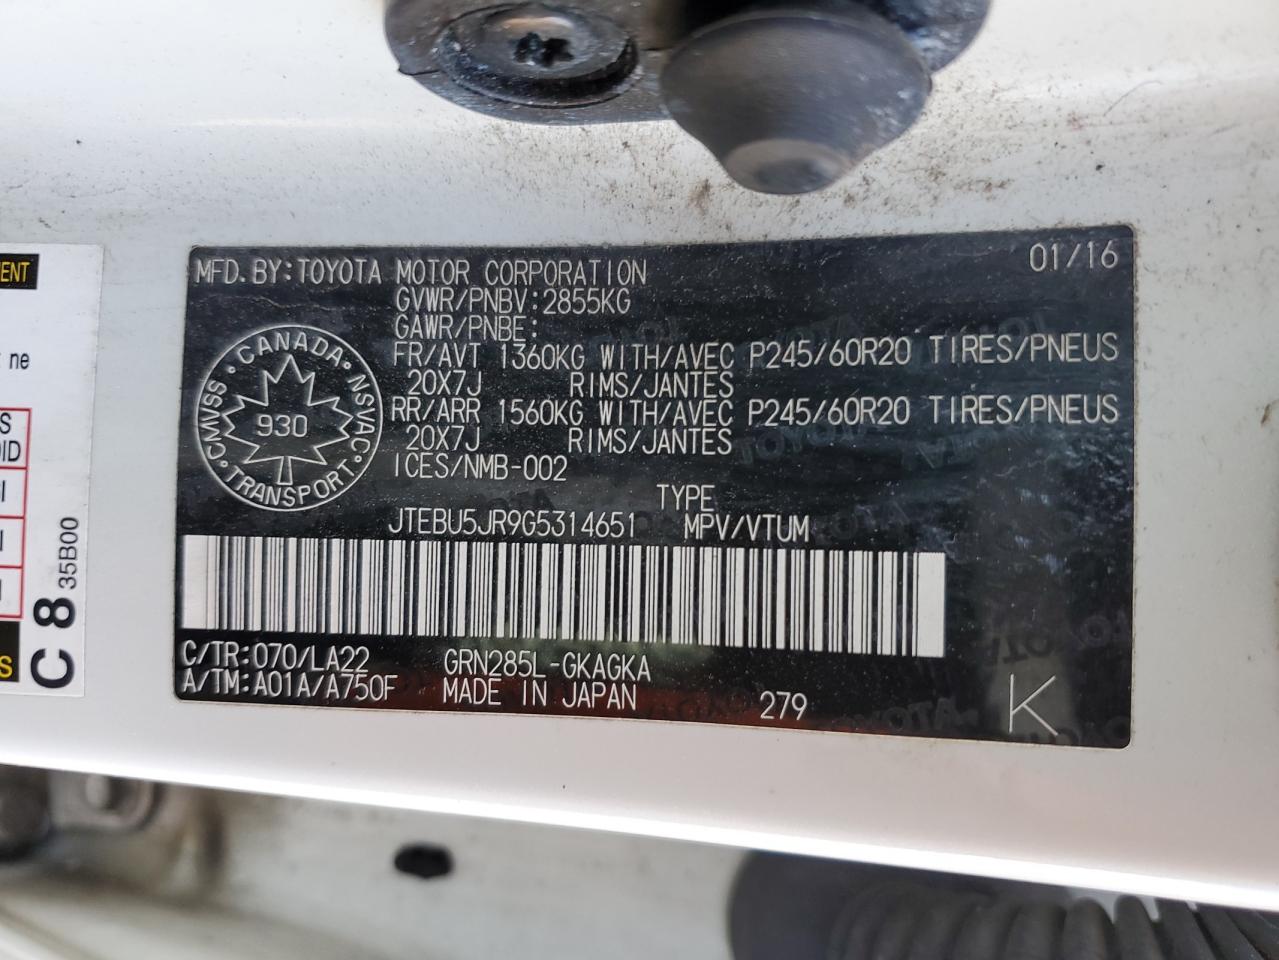 MFD.BY:TOYOTA MOTOR CORPORATION 01/16
GVWR/PNBV:2855KG
GAWR/PNBE:
FR/AVT 1360KG WITH/AVEC P245/60R20 TIRES/PNEUS
20X7J RIMS/JANTES
RR/ARR 1560KG WITH/AVEC P245/60R20 TIRES/PNEUS
20X7J RIMS/JANTES
ICES/NMB-002
CANADA
CMVSS NSVAC
930
TRANSPORT
TYPE
JTEBU5JR9G5314651 MPV/VTUM
C/TR:070/LA22 GRN285L-GKAGKA
A/TM:A01A/A750F MADE IN JAPAN 279 K
ne
C 8 35B00